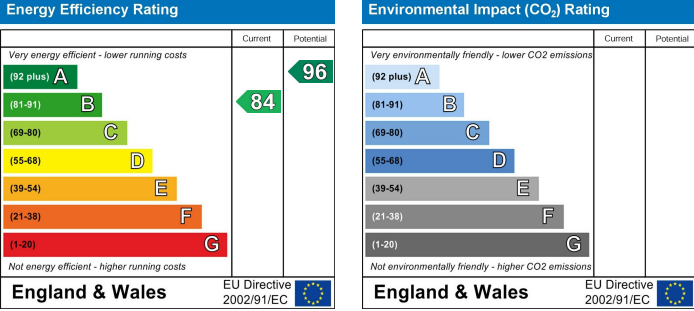 Energy Efficiency Rating
Current Potential
Very energy efficient - lower running costs
(92 plus) A
96
(81-91) B
84
(69-80) C
(55-68) D
(39-54) E
(21-38) F
(1-20) G
Not energy efficient - higher running costs
England & Wales
EU Directive
2002/91/EC
Environmental Impact (CO₂) Rating
Current Potential
Very environmentally friendly - lower CO2 emissions
(92 plus) A
(81-91) B
(69-80) C
(55-68) D
(39-54) E
(21-38) F
(1-20) G
Not environmentally friendly - higher CO2 emissions
England & Wales
EU Directive
2002/91/EC